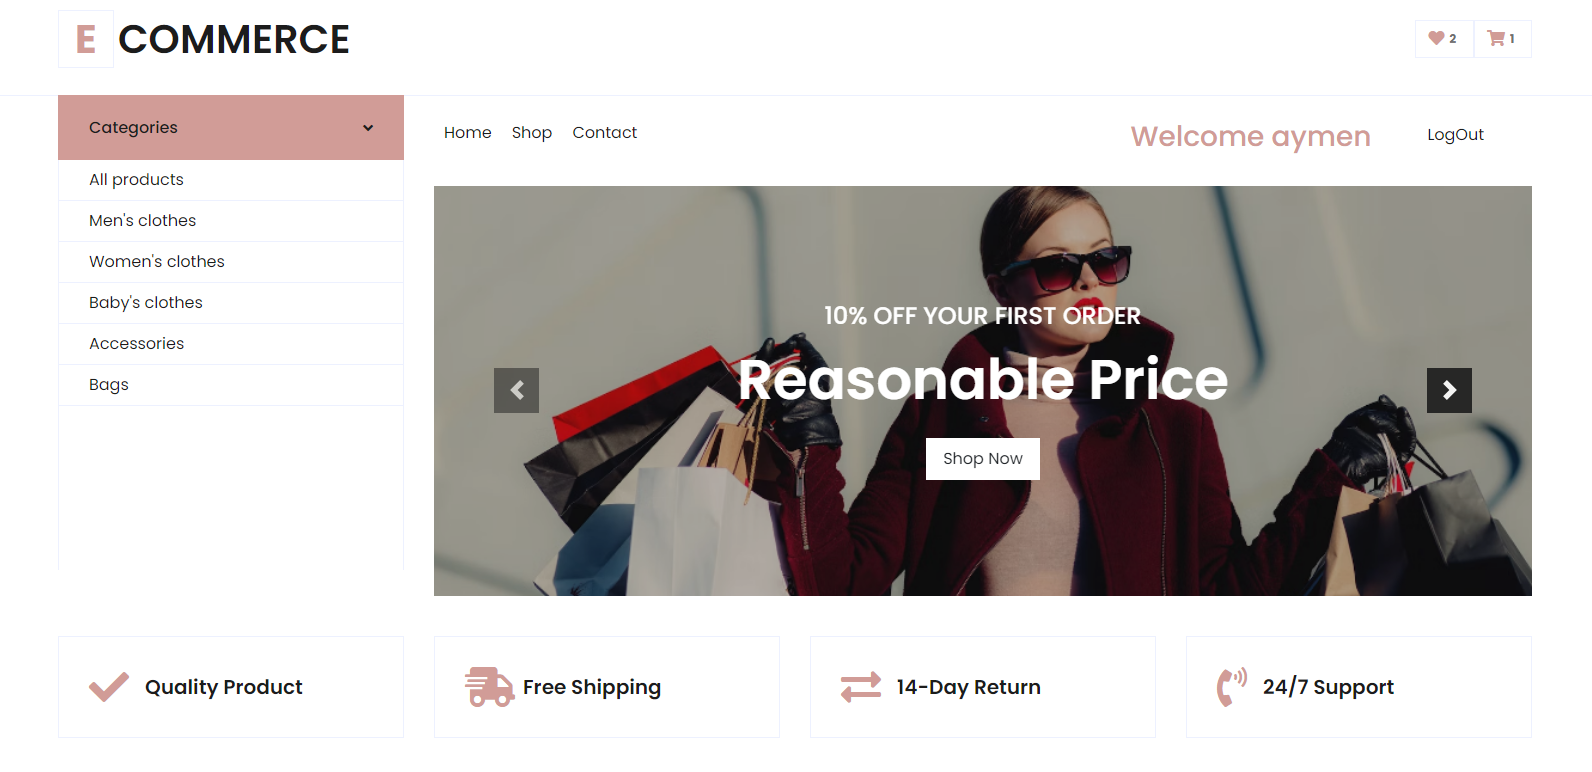 E COMMERCE
2
1
Categories
Home Shop Contact
Welcome aymen
LogOut
All products
Men's clothes
Women's clothes
Baby's clothes
Accessories
Bags
10% OFF YOUR FIRST ORDER
Reasonable Price
Shop Now
Quality Product
Free Shipping
14-Day Return
24/7 Support